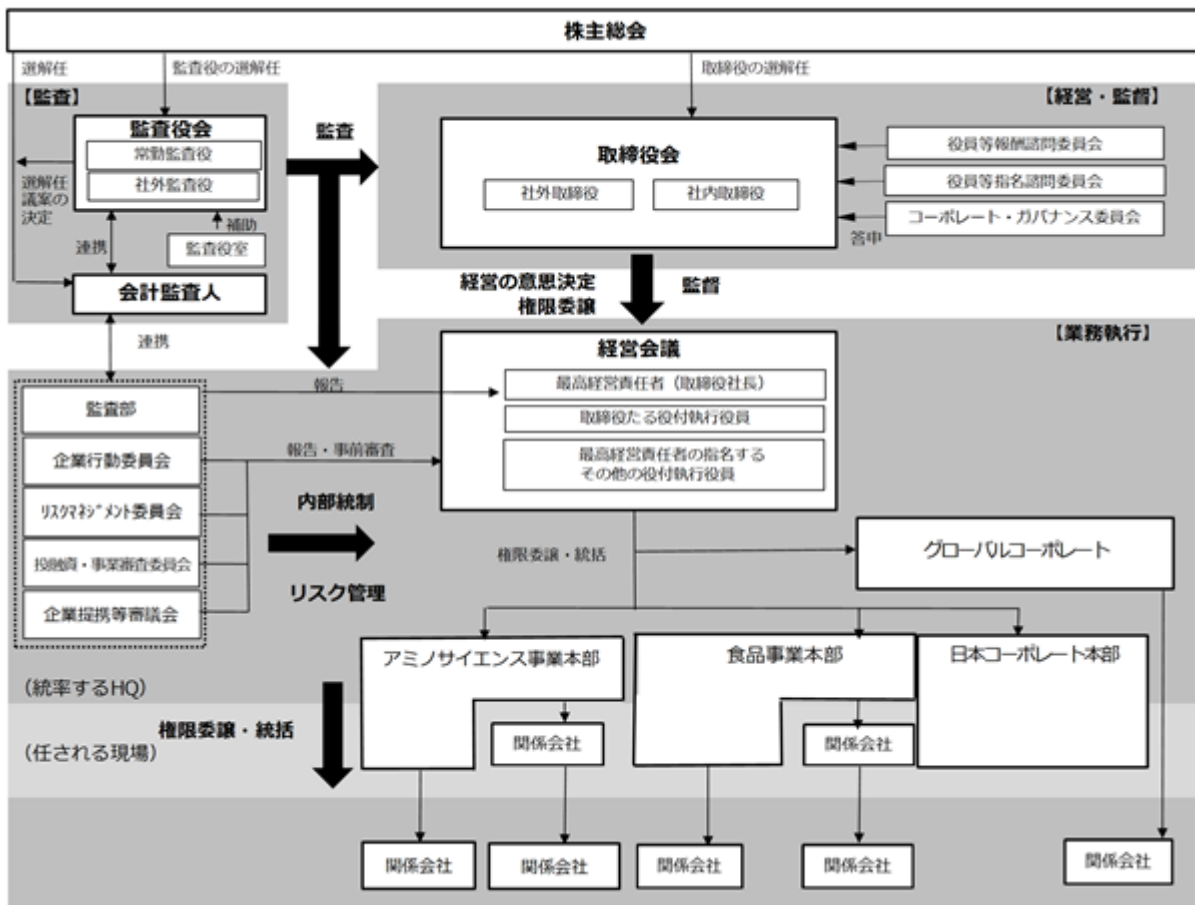 株主総会
選解任
監査役の選解任
取締役の選解任
【監査】
監査役会
常勤監査役
社外監査役
選解任
議案の
決定
補助
監査役室
連携
会計監査人
連携
監査
【経営・監督】
取締役会
社外取締役
社内取締役
役員等報酬諮問委員会
役員等指名諮問委員会
コーポレート・ガバナンス委員会
答申
経営の意思決定
権限委譲
監督
【業務執行】
経営会議
最高経営責任者（取締役社長）
取締役たる役付執行役員
最高経営責任者の指名する
その他の役付執行役員
報告
監査部
企業行動委員会
ﾘｽｸﾏﾈｼﾞﾒﾝﾄ委員会
投融資・事業審査委員会
企業提携等審議会
報告・事前審査
内部統制
リスク管理
権限委譲・統括
グローバルコーポレート
アミノサイエンス事業本部
食品事業本部
日本コーポレート本部
(統率するHQ)
権限委譲・統括
(任される現場)
関係会社
関係会社
関係会社
関係会社
関係会社
関係会社
関係会社